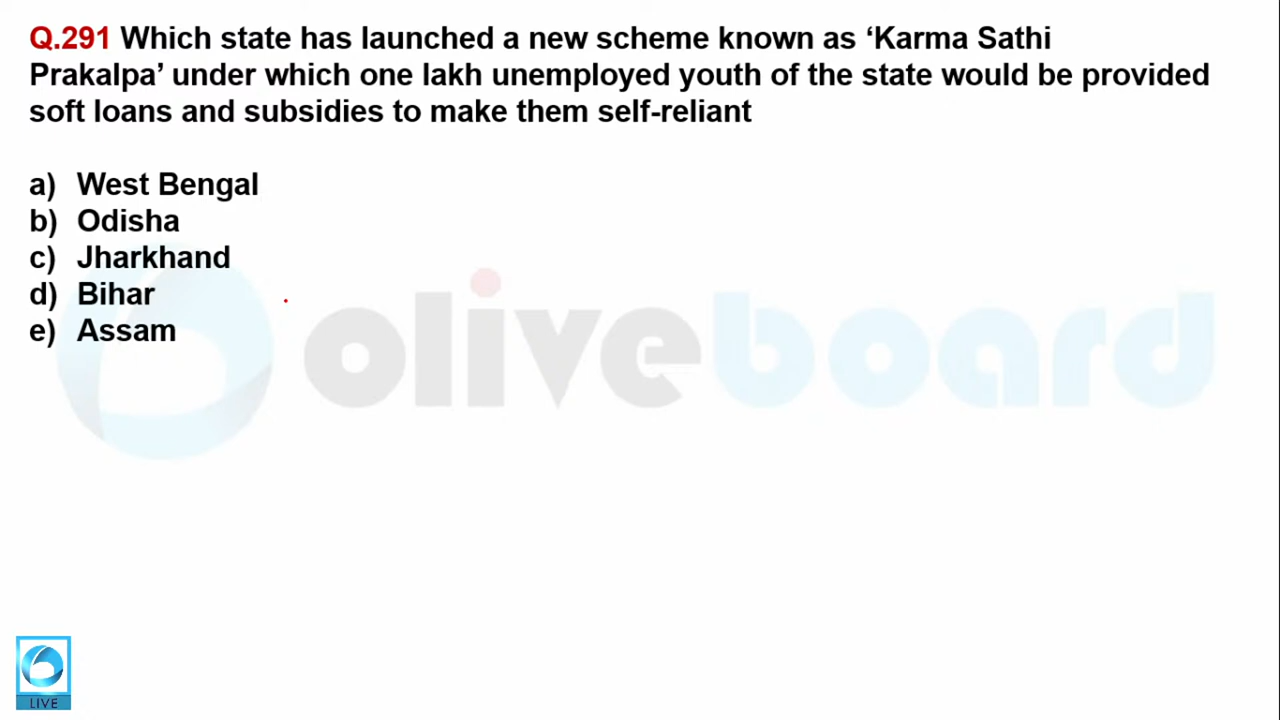 Q.291 Which state has launched a new scheme known as ‘Karma Sathi
Prakalpa’ under which one lakh unemployed youth of the state would be provided
soft loans and subsidies to make them self-reliant
a) West Bengal
b) Odisha
c) Jharkhand
d) Bihar
e) Assam
oliveboard
LIVE